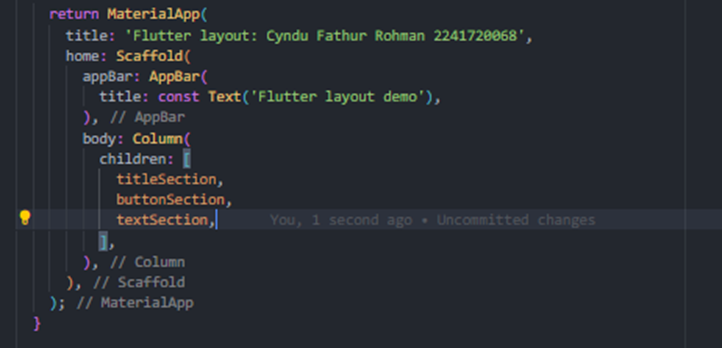 return MaterialApp(
title: 'Flutter layout: Cyndu Fathur Rohman 2241720068',
home: Scaffold(
appBar: AppBar(
title: const Text('Flutter layout demo'),
), // AppBar
body: Column(
children: [
titleSection,
buttonSection,
textSection, You, 1 second ago • Uncommitted changes
],
), // Column
), // Scaffold
); // MaterialApp
}